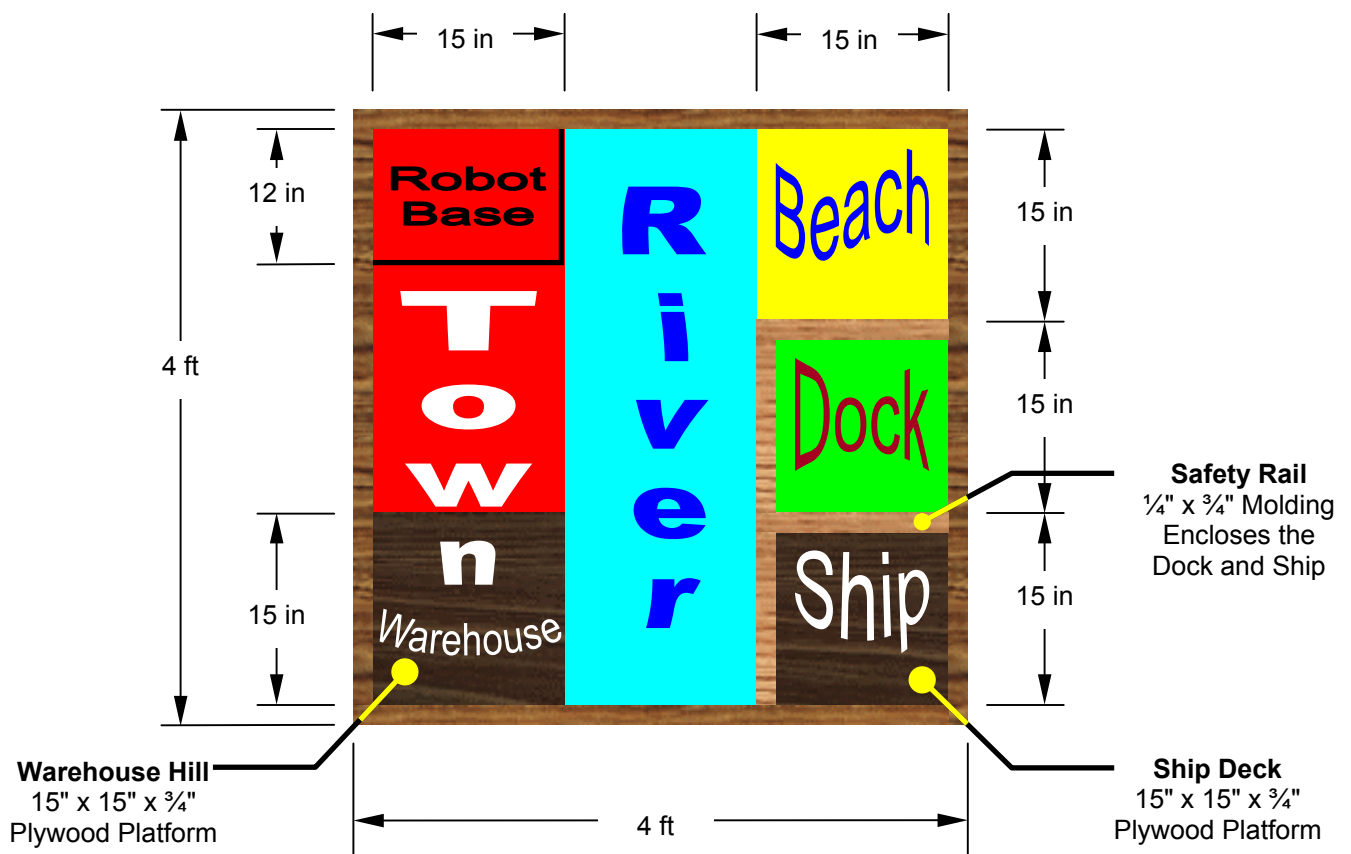 15 in
15 in
12 in
Robot
Base
River
Beach
15 in
4 ft
Town
Dock
15 in
Safety Rail
¼" x ¾" Molding
Encloses the
Dock and Ship
Ship
15 in
15 in
Warehouse
Warehouse Hill
15" x 15" x ¾"
Plywood Platform
4 ft
Ship Deck
15" x 15" x ¾"
Plywood Platform